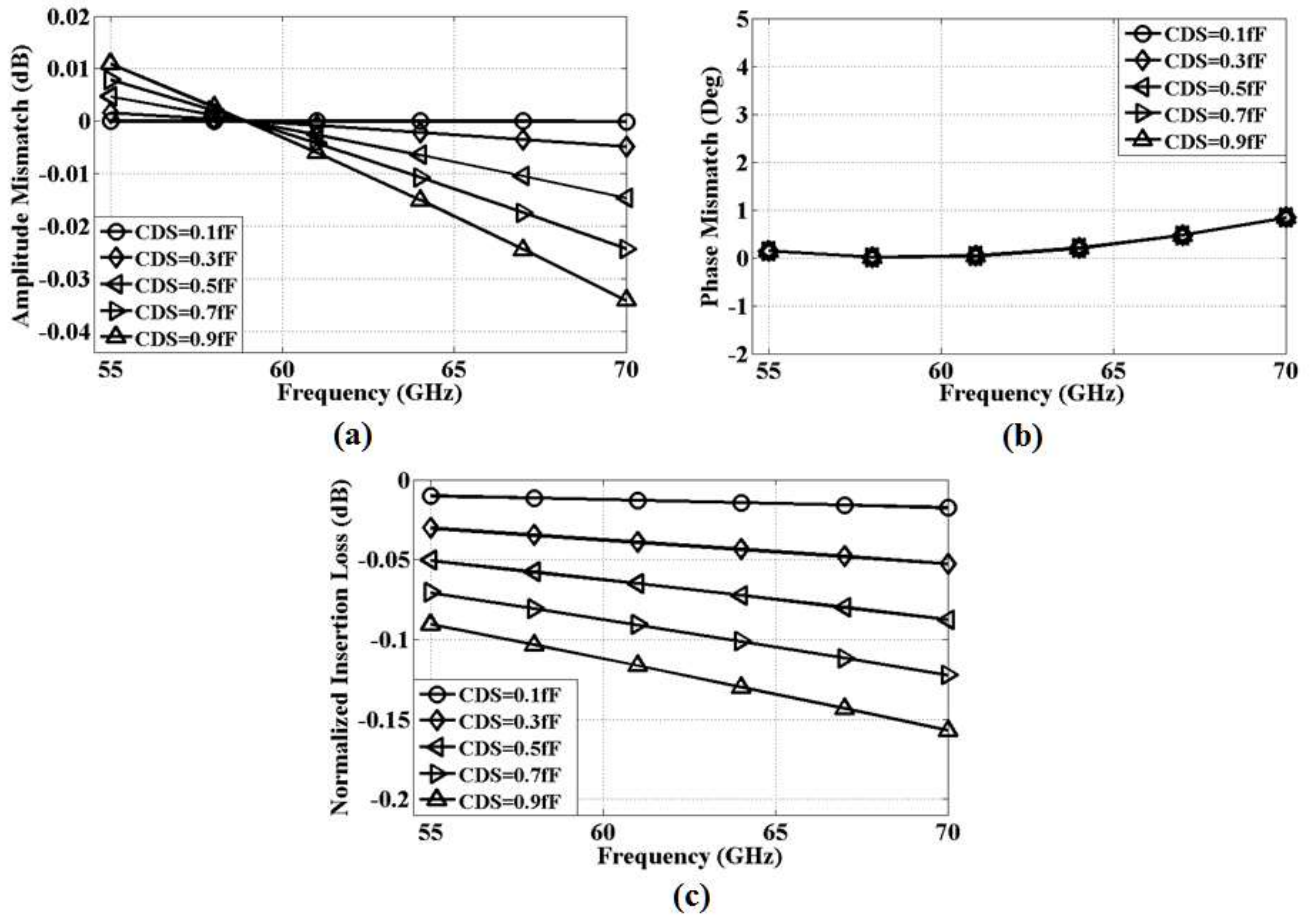 0.02
0.01
0
-0.01
-0.02
-0.03
-0.04
Amplitude Mismatch (dB)
CDS=0.1fF
CDS=0.3fF
CDS=0.5fF
CDS=0.7fF
CDS=0.9fF
55 60 65 70
Frequency (GHz)
(a)
5
4
3
2
1
0
-1
-2
Phase Mismatch (Deg)
CDS=0.1fF
CDS=0.3fF
CDS=0.5fF
CDS=0.7fF
CDS=0.9fF
55 60 65 70
Frequency (GHz)
(b)
0
-0.05
-0.1
-0.15
-0.2
Normalized Insertion Loss (dB)
CDS=0.1fF
CDS=0.3fF
CDS=0.5fF
CDS=0.7fF
CDS=0.9fF
55 60 65 70
Frequency (GHz)
(c)